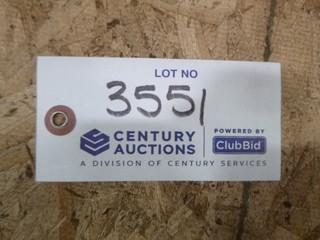 LOT NO
3551
CENTURY AUCTIONS
POWERED BY
ClubBid
A DIVISION OF CENTURY SERVICES